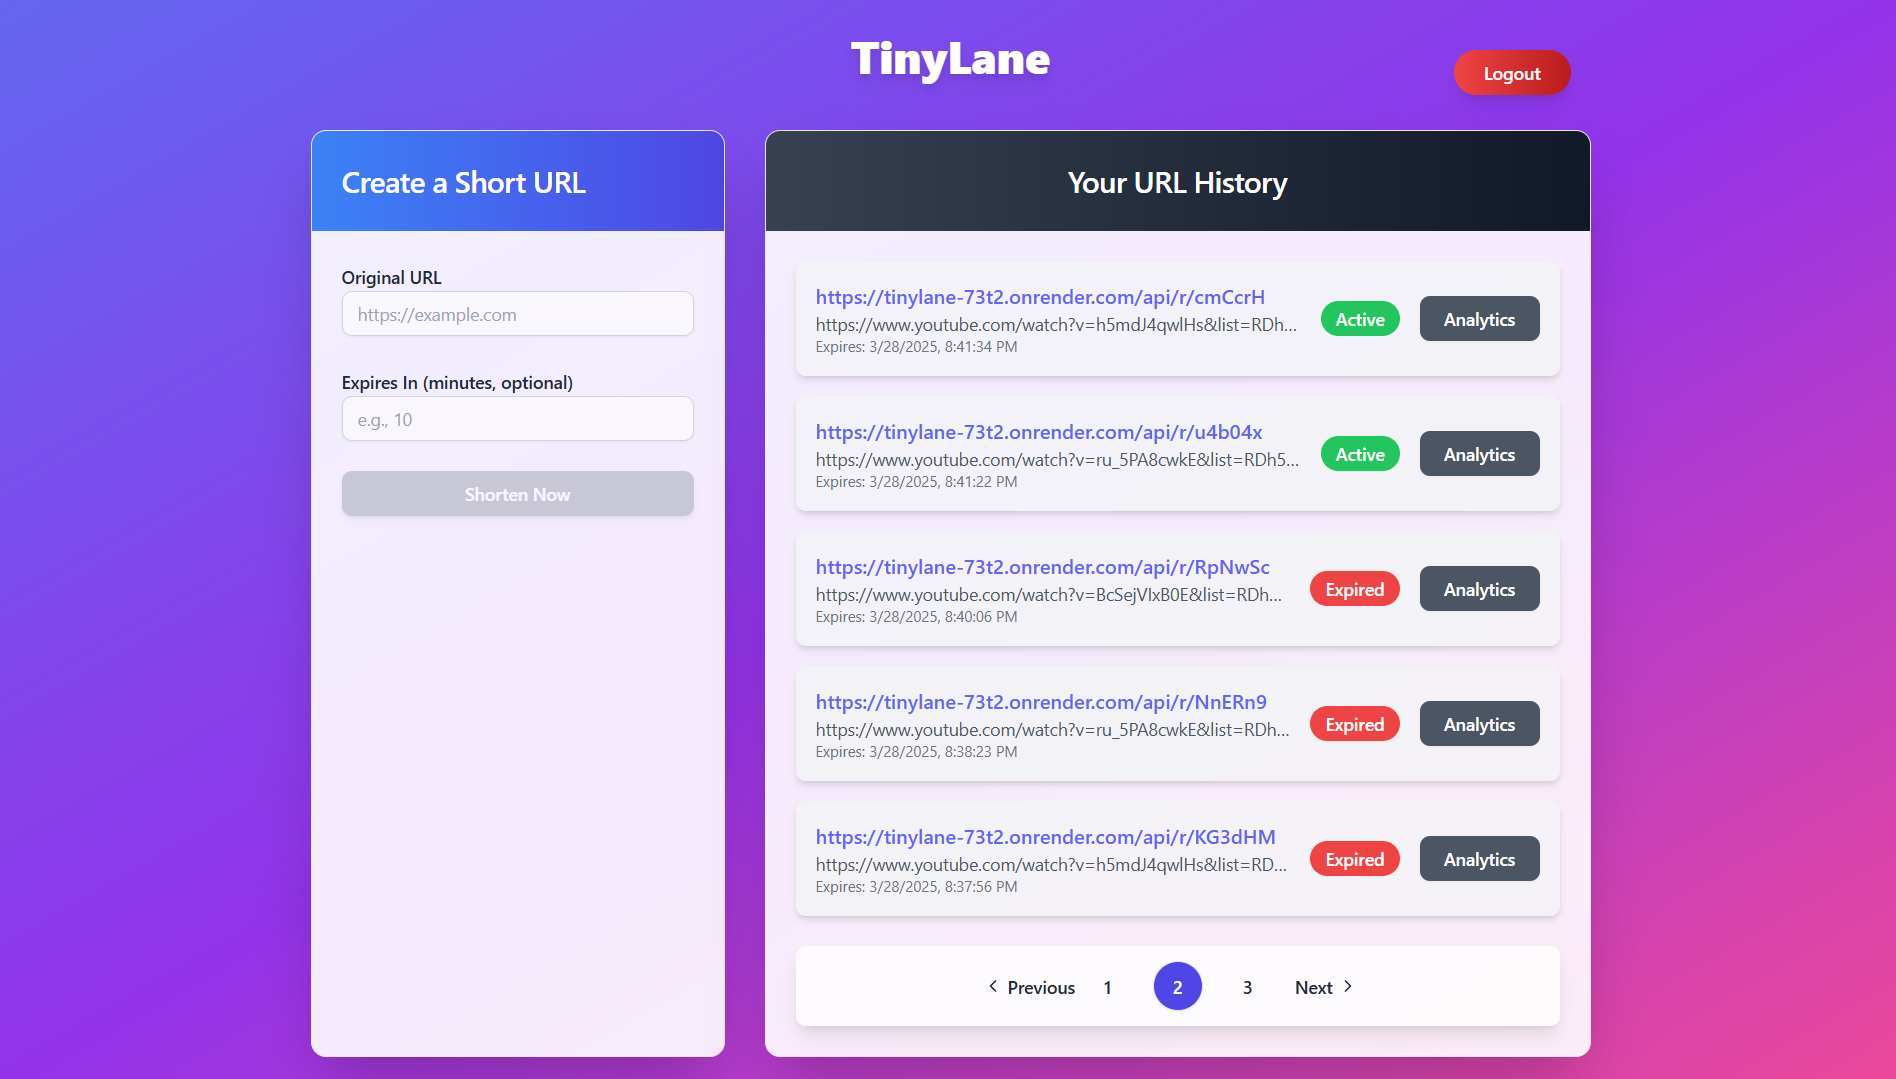 TinyLane
Logout
Create a Short URL
Original URL
https://example.com
Expires In (minutes, optional)
e.g., 10
Shorten Now
Your URL History
https://tinylane-73t2.onrender.com/api/r/cmCcrH
https://www.youtube.com/watch?v=h5mdJ4qwlHs&list=RDh...
Expires: 3/28/2025, 8:41:34 PM
Active
Analytics
https://tinylane-73t2.onrender.com/api/r/u4b04x
https://www.youtube.com/watch?v=ru_5PA8cwkE&list=RDh5...
Expires: 3/28/2025, 8:41:22 PM
Active
Analytics
https://tinylane-73t2.onrender.com/api/r/RpNwSc
https://www.youtube.com/watch?v=BcSejVIxB0E&list=RDh...
Expires: 3/28/2025, 8:40:06 PM
Expired
Analytics
https://tinylane-73t2.onrender.com/api/r/NnERn9
https://www.youtube.com/watch?v=ru_5PA8cwkE&list=RDh...
Expires: 3/28/2025, 8:38:23 PM
Expired
Analytics
https://tinylane-73t2.onrender.com/api/r/KG3dHM
https://www.youtube.com/watch?v=h5mdJ4qwlHs&list=RD...
Expires: 3/28/2025, 8:37:56 PM
Expired
Analytics
Previous 1 2 3 Next